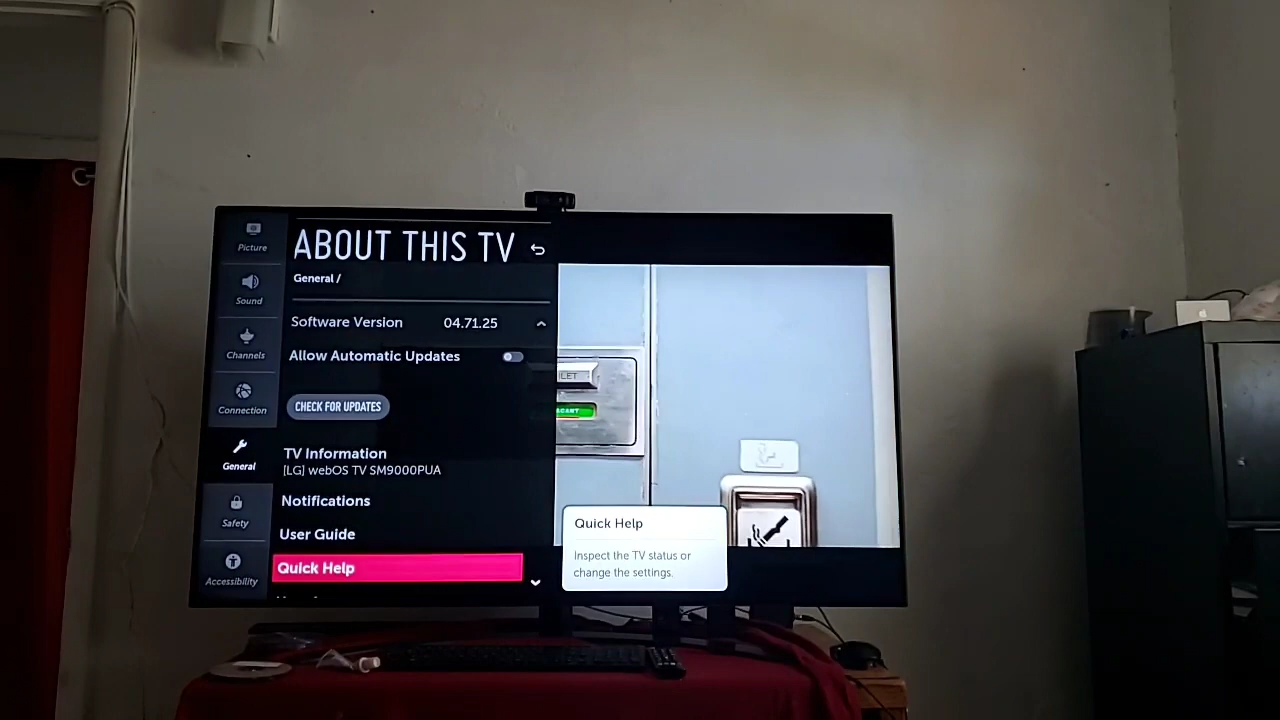 Picture
Sound
Channels
Connection
General
Safety
Accessibility
ABOUT THIS TV
General /
Software Version 04.71.25
Allow Automatic Updates
CHECK FOR UPDATES
TV Information
[LG] webOS TV SM9000PUA
Notifications
User Guide
Quick Help
Quick Help
Inspect the TV status or
change the settings.